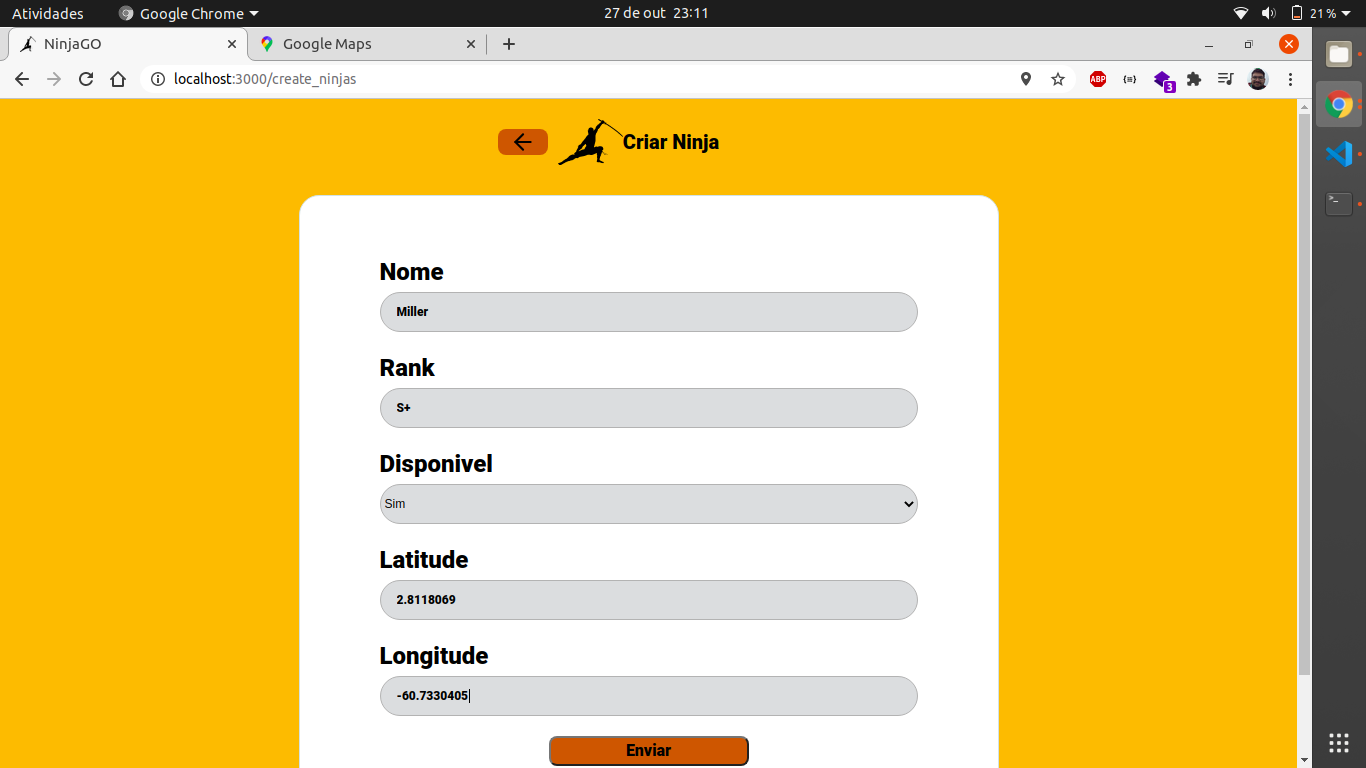 Atividades
Google Chrome
27 de out 23:11
21 %
NinjaGO
Google Maps
localhost:3000/create_ninjas
ABP
3
Criar Ninja
Nome
Miller
Rank
S+
Disponivel
Sim
Latitude
2.8118069
Longitude
-60.7330405
Enviar